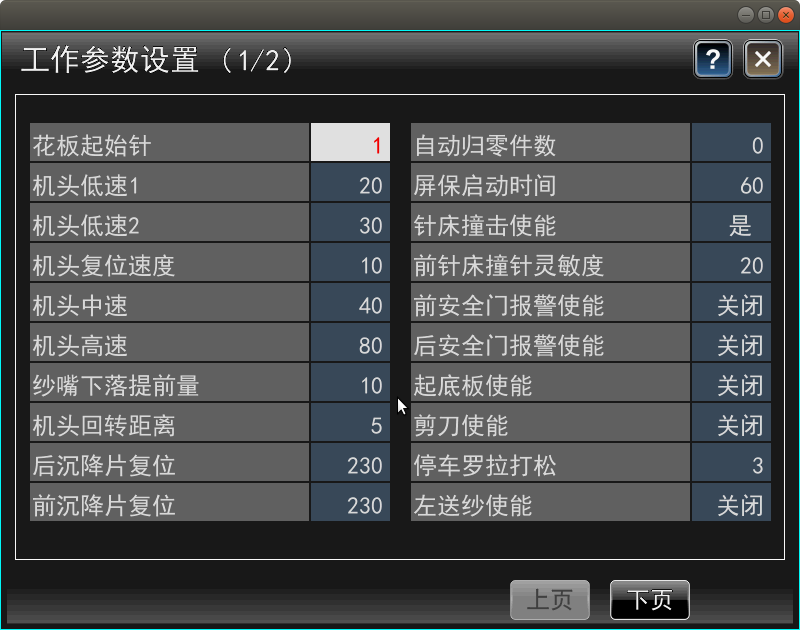 工作参数设置 （1/2）
?
花板起始针 1
机头低速1 20
机头低速2 30
机头复位速度 10
机头中速 40
机头高速 80
纱嘴下落提前量 10
机头回转距离 5
后沉降片复位 230
前沉降片复位 230
自动归零件数 0
屏保启动时间 60
针床撞击使能 是
前针床撞针灵敏度 20
前安全门报警使能 关闭
后安全门报警使能 关闭
起底板使能 关闭
剪刀使能 关闭
停车罗拉打松 3
左送纱使能 关闭
上页 下页